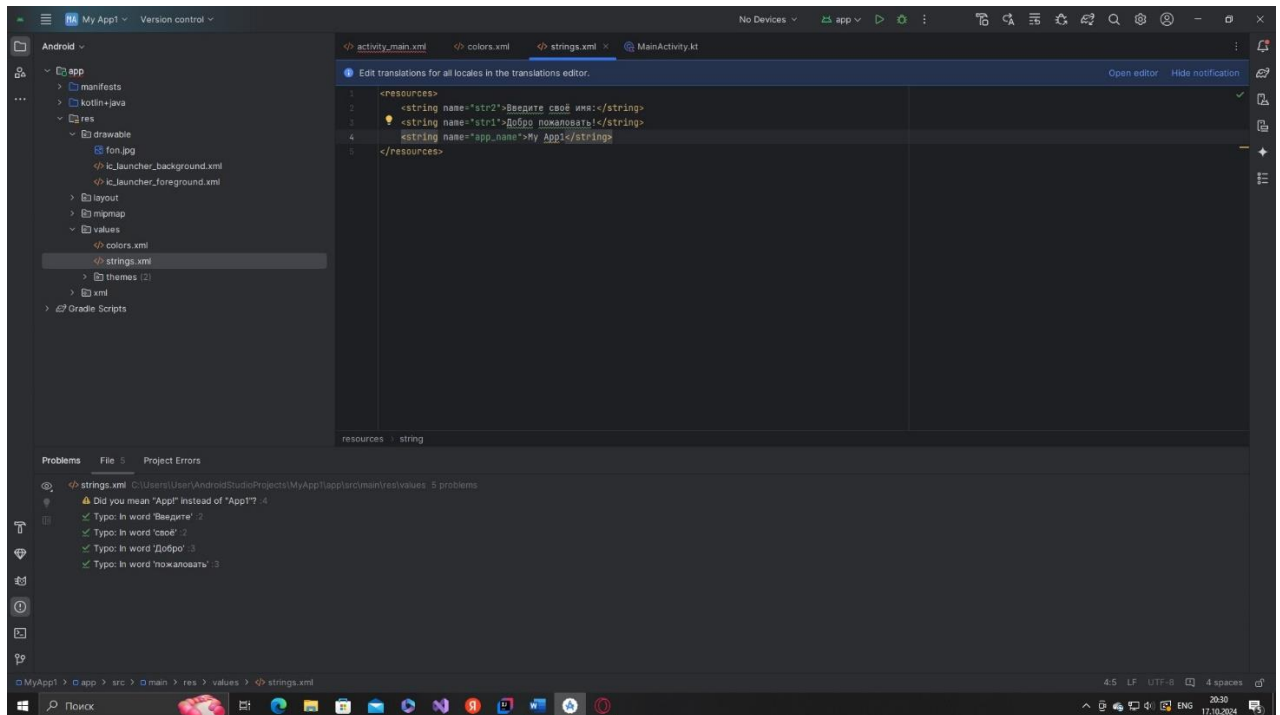 MA My App1 Version control No Devices app
Android
activity_main.xml colors.xml strings.xml MainActivity.kt
app
manifests
kotlin+java
res
drawable
fon.jpg
ic_launcher_background.xml
ic_launcher_foreground.xml
layout
mipmap
values
colors.xml
strings.xml
themes (2)
xml
Gradle Scripts
Edit translations for all locales in the translations editor. Open editor Hide notification
1 <resources>
2 <string name="str2">Введите своё имя:</string>
3 <string name="str1">Добро пожаловать!</string>
4 <string name="app_name">My App1</string>
5 </resources>
resources > string
Problems File 5 Project Errors
strings.xml C:\Users\User\AndroidStudioProjects\MyApp1\app\src\main\res\values 5 problems
Did you mean "App!" instead of "App1"? :4
Typo: In word 'Введите' :2
Typo: In word 'своё' :2
Typo: In word 'Добро' :3
Typo: In word 'пожаловать' :3
MyApp1 > app > src > main > res > values > strings.xml 4:5 LF UTF-8 4 spaces
Поиск ENG 20:30
17.10.2024